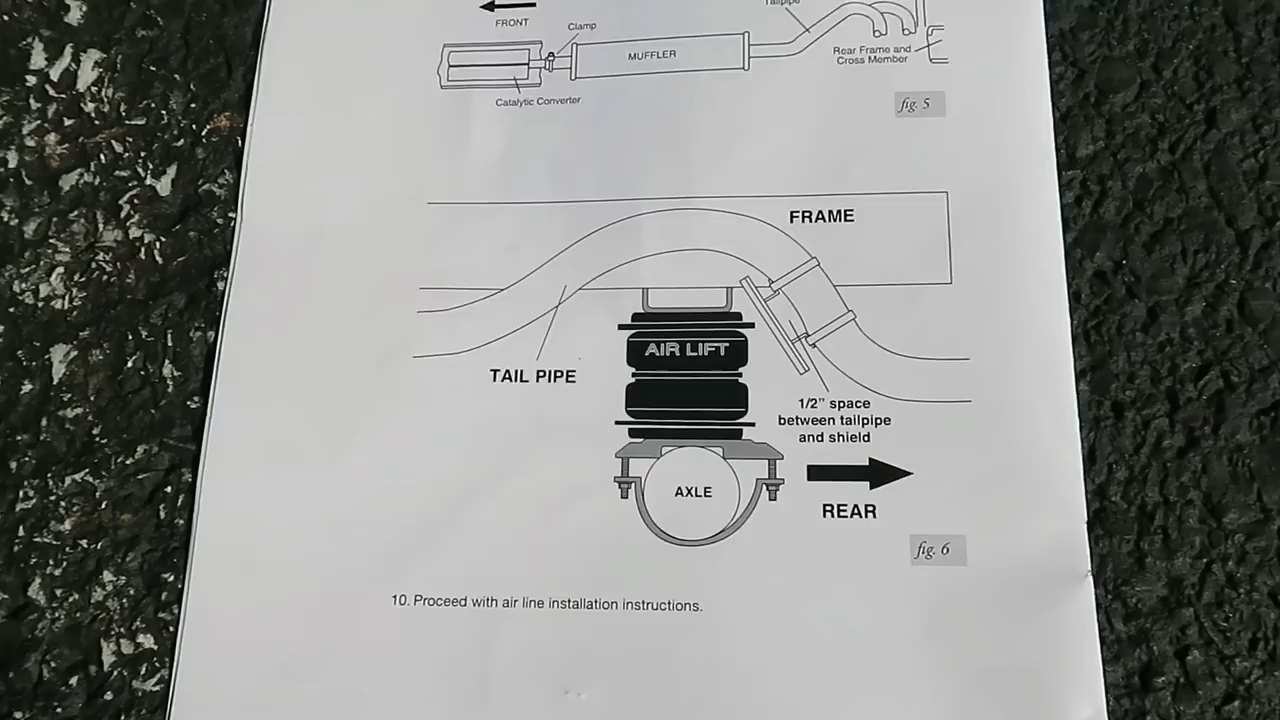 Tailpipe
FRONT
Clamp
MUFFLER
Rear Frame and
Cross Member
Catalytic Converter
fig. 5
FRAME
AIR LIFT
TAIL PIPE
1/2” space
between tailpipe
and shield
AXLE
REAR
fig. 6
10. Proceed with air line installation instructions.